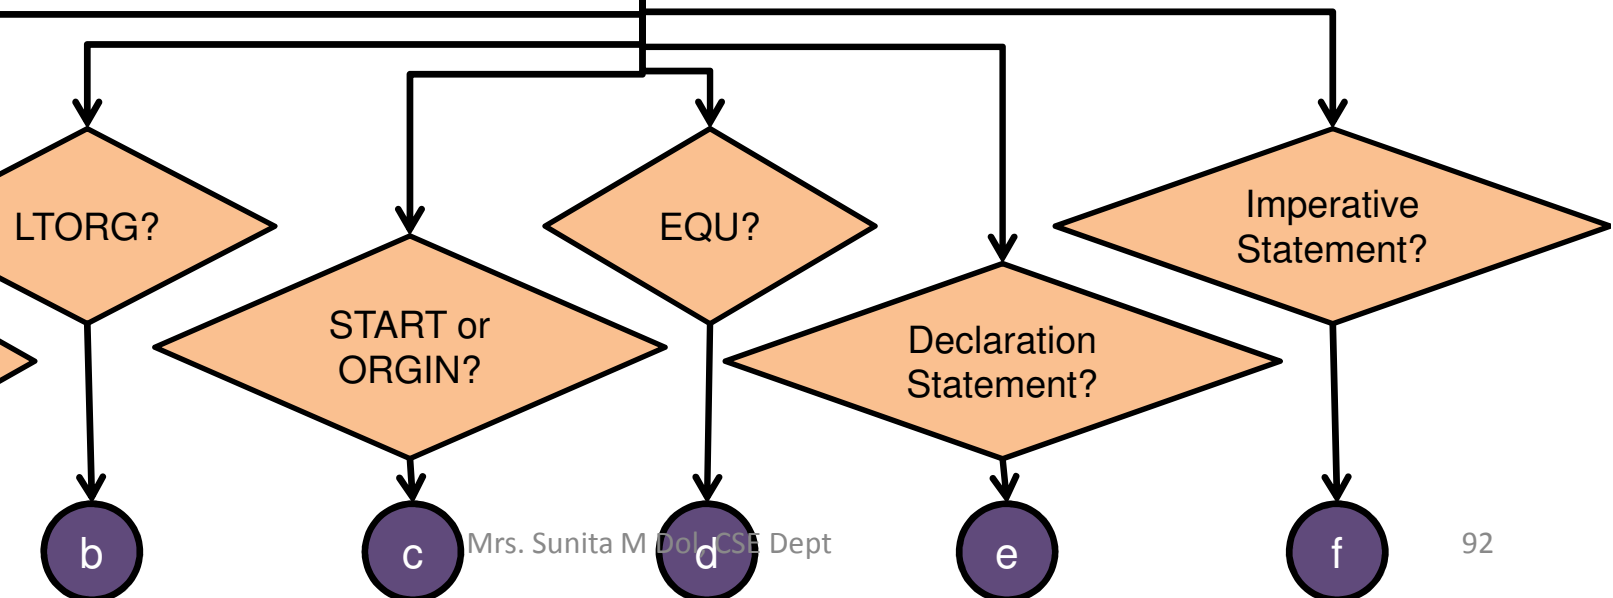 LTORG?
START or
ORGIN?
EQU?
Declaration
Statement?
Imperative
Statement?
b
c
d
e
f
Mrs. Sunita M Dol, CSE Dept
92